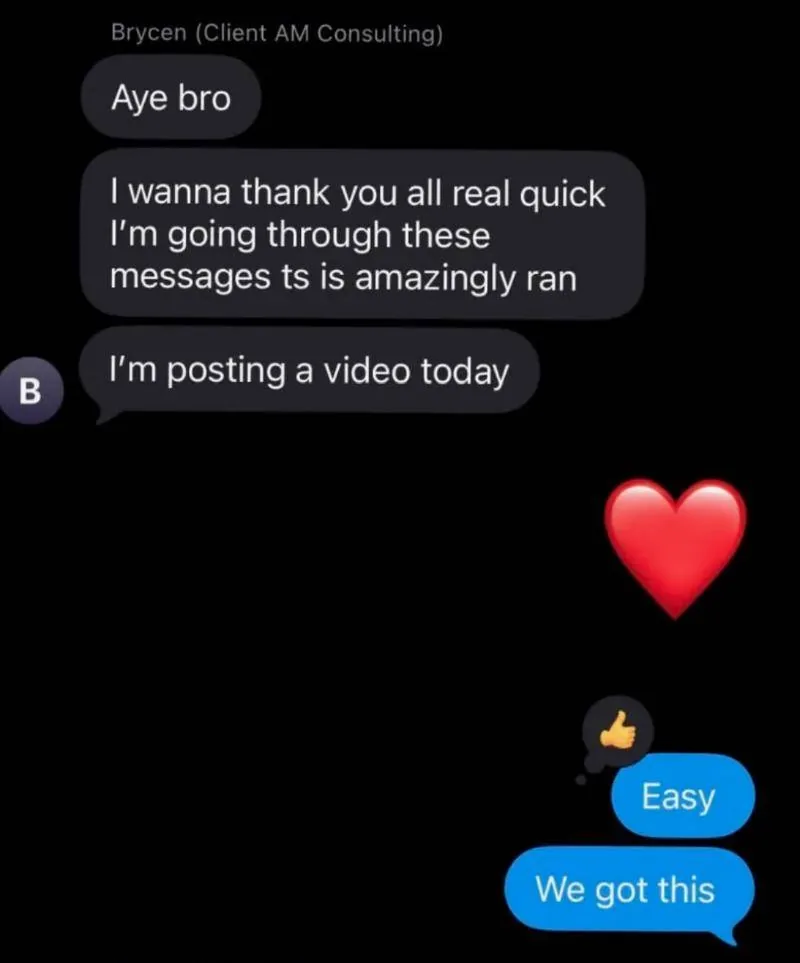 Brycen (Client AM Consulting)
Aye bro
I wanna thank you all real quick
I'm going through these
messages ts is amazingly ran
I'm posting a video today
B
Easy
We got this